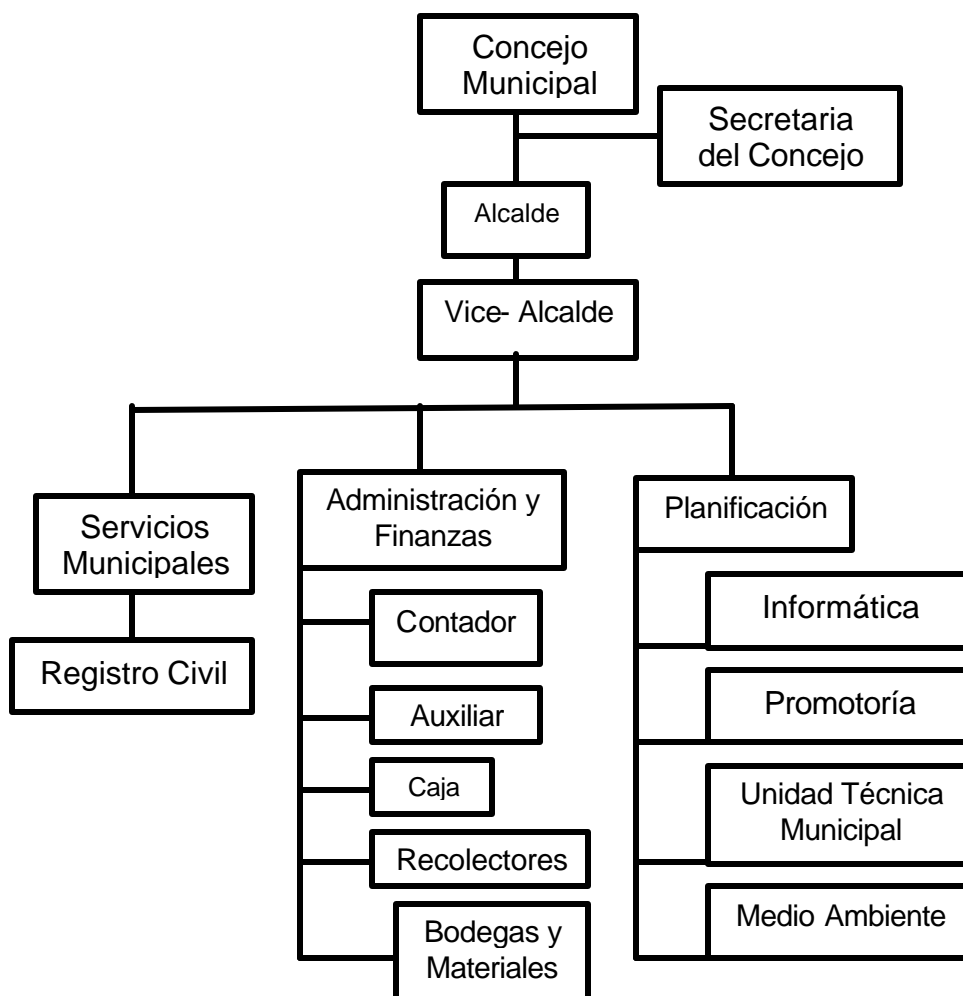 Concejo
Municipal
Secretaria
del Concejo
Alcalde
Vice- Alcalde
Servicios
Municipales
Registro Civil
Administración y
Finanzas
Contador
Auxiliar
Caja
Recolectores
Bodegas y
Materiales
Planificación
Informática
Promotoría
Unidad Técnica
Municipal
Medio Ambiente